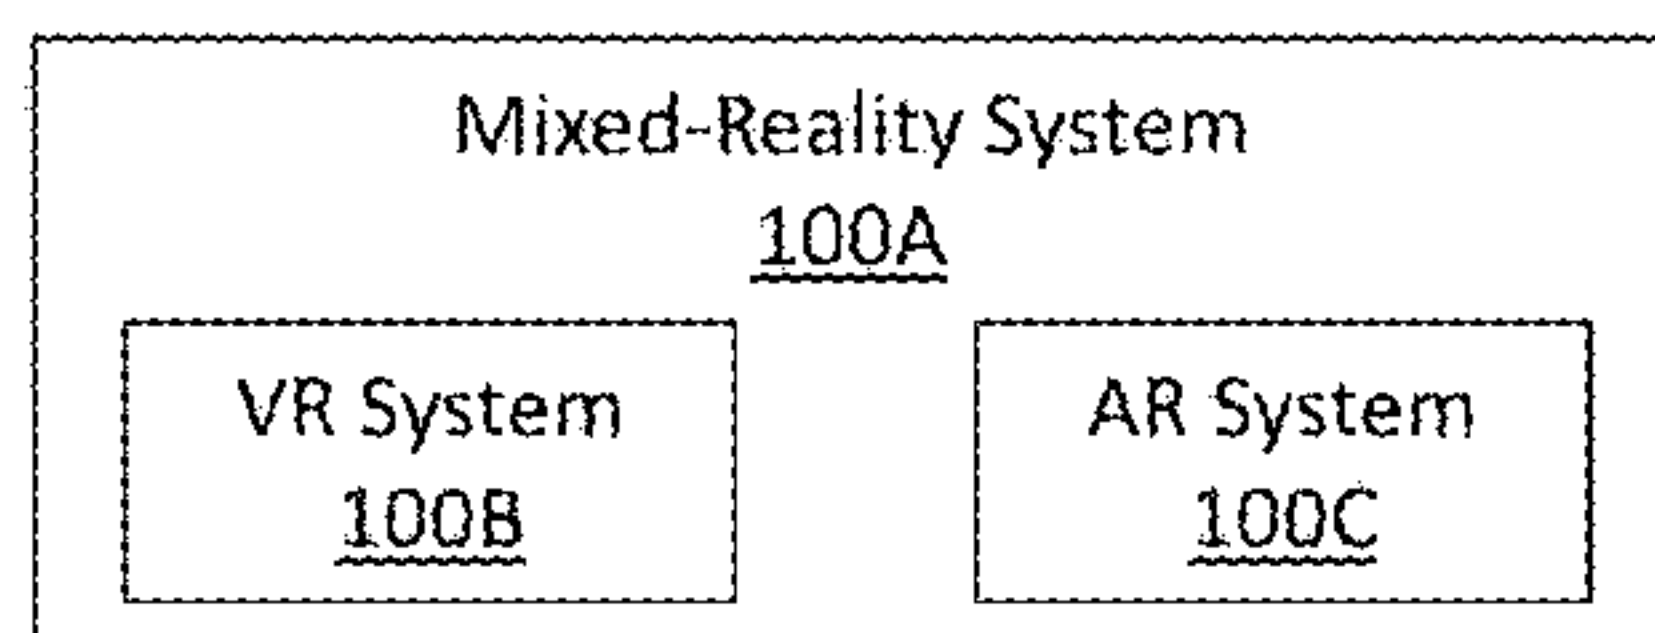 Mixed-Reality System
100A
VR System
100B
AR System
100C